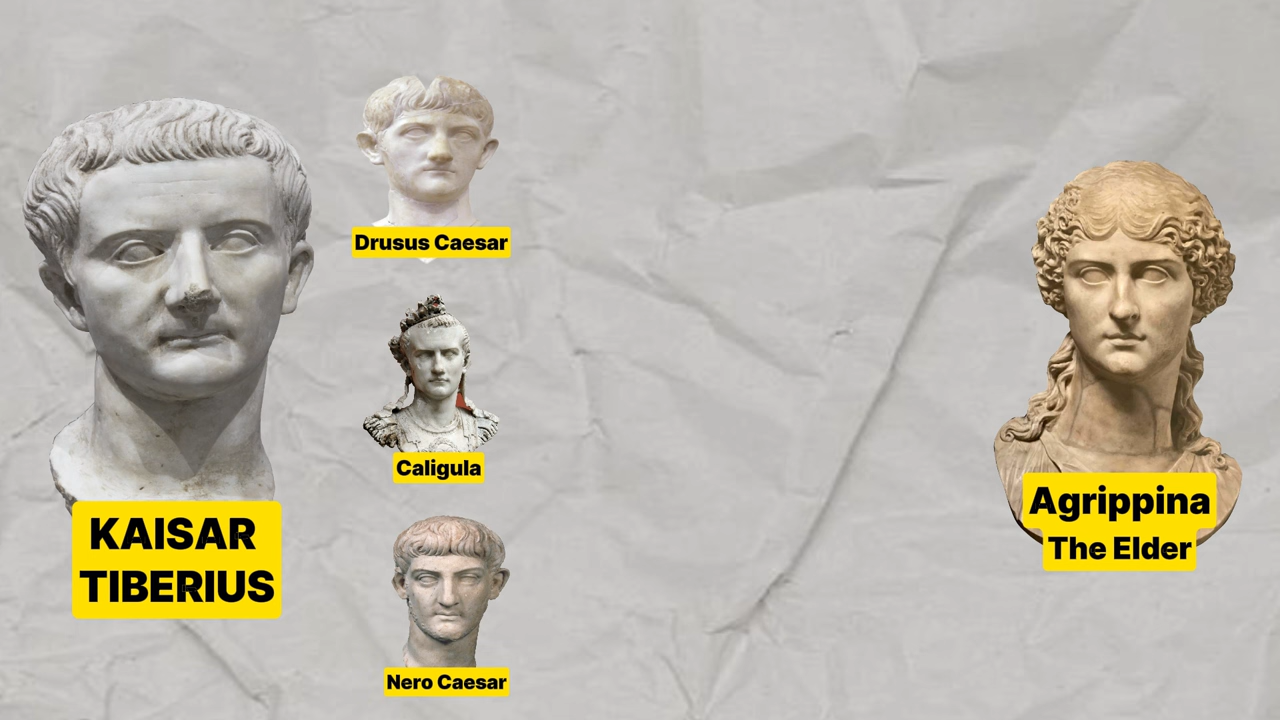 KAISAR
TIBERIUS
Drusus Caesar
Caligula
Nero Caesar
Agrippina
The Elder